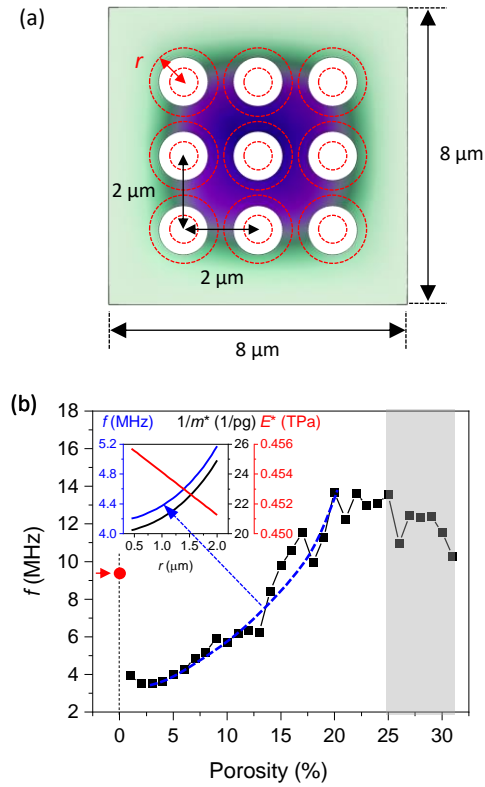 (a)
r
2 μm
2 μm
8 μm
8 μm
(b)
f (MHz) 1/m* (1/pg) E* (TPa)
5.2 26 0.456
4.8 24 0.454
4.4 22 0.452
4.0 20 0.450
0.5 1.0 1.5 2.0
r (μm)
18
16
14
12
10
8
6
4
2
f (MHz)
0 5 10 15 20 25 30
Porosity (%)